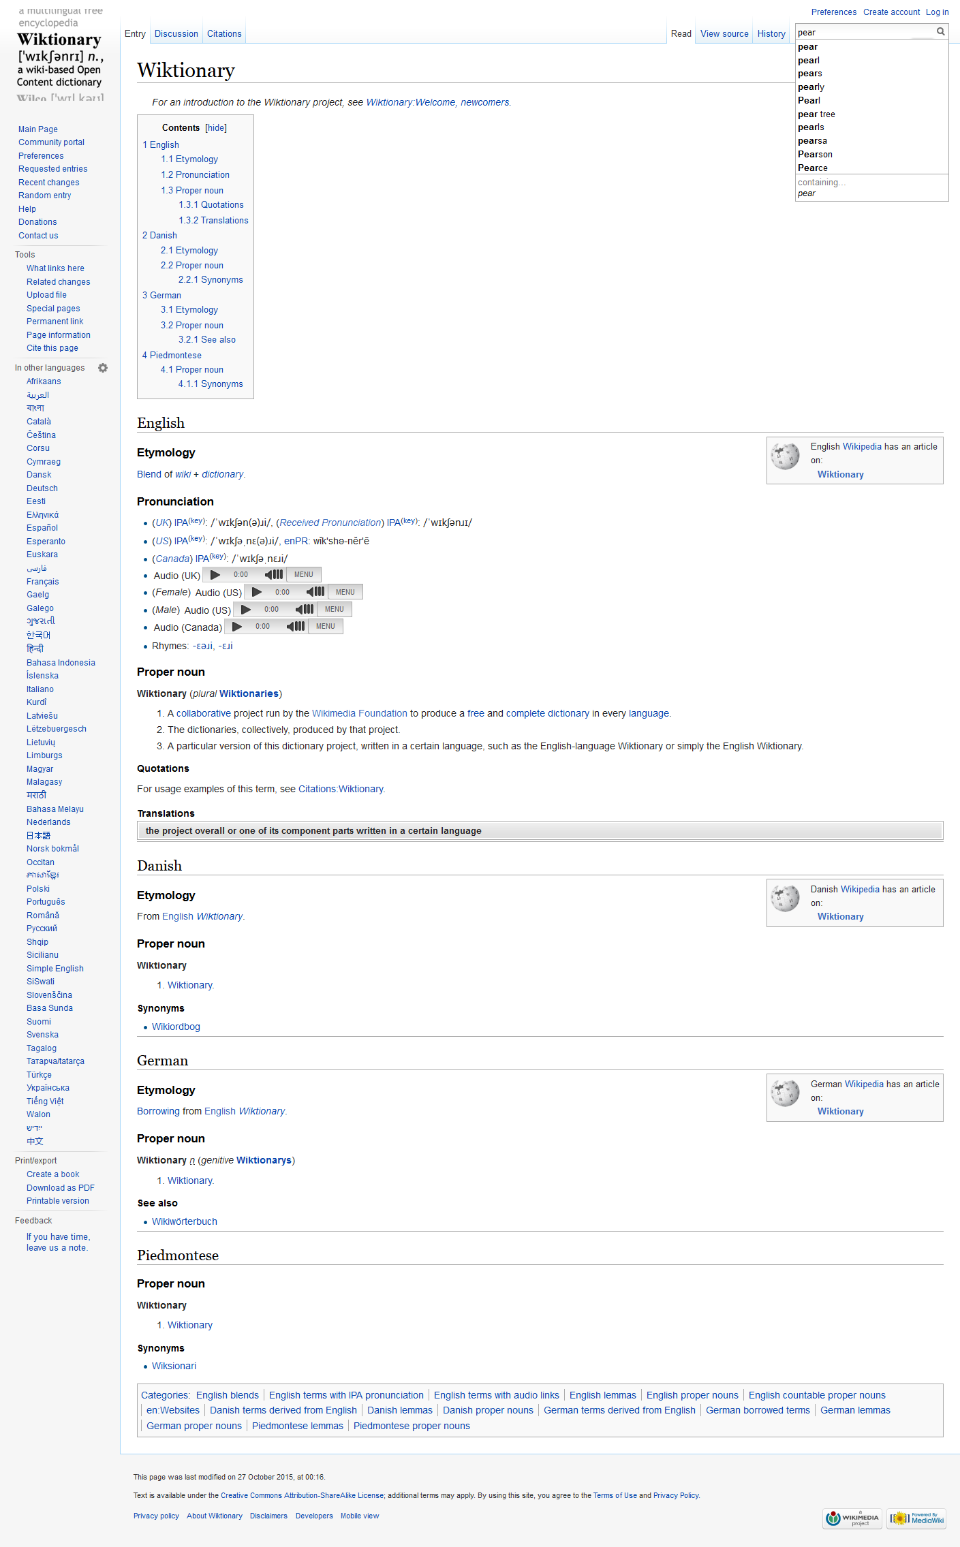 a multilingual free
encyclopedia
Wiktionary
['wɪkʃənrɪ] n.,
a wiki-based Open
Content dictionary
Wilco ['wɪl kəu]
Preferences Create account Log in
Entry Discussion Citations Read View source History pear
pear
pearl
pears
pearly
Pearl
pear tree
pearls
pearsa
Pearson
Pearce
containing...
pear
Main Page
Community portal
Preferences
Requested entries
Recent changes
Random entry
Help
Donations
Contact us
Tools
What links here
Related changes
Upload file
Special pages
Permanent link
Page information
Cite this page
In other languages
Afrikaans
العربية
বাংলা
Català
Čeština
Corsu
Cymraeg
Dansk
Deutsch
Eesti
Ελληνικά
Español
Esperanto
Euskara
فارسی
Français
Gaeilg
Galego
ગુજરાતી
한국어
हिन्दी
Bahasa Indonesia
Íslenska
Italiano
Kurdî
Latviešu
Lëtzebuergesch
Lietuvių
Limburgs
Magyar
Malagasy
मराठी
Bahasa Melayu
Nederlands
日本語
Norsk bokmål
Occitan
Polski
Português
Română
Русский
Shqip
Sicilianu
Simple English
SiSwati
Slovenščina
Basa Sunda
Suomi
Svenska
Tagalog
Татарча/tatarça
Türkçe
Українська
Tiếng Việt
Walon
ייִדיש
中文
Print/export
Create a book
Download as PDF
Printable version
Feedback
If you have time,
leave us a note.
Wiktionary
For an introduction to the Wiktionary project, see Wiktionary:Welcome, newcomers.
Contents [hide]
1 English
1.1 Etymology
1.2 Pronunciation
1.3 Proper noun
1.3.1 Quotations
1.3.2 Translations
2 Danish
2.1 Etymology
2.2 Proper noun
2.2.1 Synonyms
3 German
3.1 Etymology
3.2 Proper noun
3.2.1 See also
4 Piedmontese
4.1 Proper noun
4.1.1 Synonyms
English
English Wikipedia has an article
on:
Wiktionary
Etymology
Blend of wiki + dictionary.
Pronunciation
(UK) IPA(key): /ˈwɪkʃən(ə)ɹi/, (Received Pronunciation) IPA(key): /ˈwɪkʃənɹɪ/
(US) IPA(key): /ˈwɪkʃəˌnɛ(ə)ɹi/, enPR: wĭk'shə-nĕr'ē
(Canada) IPA(key): /ˈwɪkʃəˌnɛɹi/
Audio (UK) 0:00 MENU
(Female) Audio (US) 0:00 MENU
(Male) Audio (US) 0:00 MENU
Audio (Canada) 0:00 MENU
Rhymes: -ɛəɹi, -ɛɹi
Proper noun
Wiktionary (plural Wiktionaries)
1. A collaborative project run by the Wikimedia Foundation to produce a free and complete dictionary in every language.
2. The dictionaries, collectively, produced by that project.
3. A particular version of this dictionary project, written in a certain language, such as the English-language Wiktionary or simply the English Wiktionary.
Quotations
For usage examples of this term, see Citations:Wiktionary.
Translations
the project overall or one of its component parts written in a certain language
Danish
Danish Wikipedia has an article
on:
Wiktionary
Etymology
From English Wiktionary.
Proper noun
Wiktionary
1. Wiktionary.
Synonyms
Wikiordbog
German
German Wikipedia has an article
on:
Wiktionary
Etymology
Borrowing from English Wiktionary.
Proper noun
Wiktionary n (genitive Wiktionarys)
1. Wiktionary.
See also
Wikiwörterbuch
Piedmontese
Proper noun
Wiktionary
1. Wiktionary
Synonyms
Wiksionari
Categories: English blends English terms with IPA pronunciation English terms with audio links English lemmas English proper nouns English countable proper nouns
en:Websites Danish terms derived from English Danish lemmas Danish proper nouns German terms derived from English German borrowed terms German lemmas
German proper nouns Piedmontese lemmas Piedmontese proper nouns
This page was last modified on 27 October 2015, at 00:16.
Text is available under the Creative Commons Attribution-ShareAlike License; additional terms may apply. By using this site, you agree to the Terms of Use and Privacy Policy.
Privacy policy About Wiktionary Disclaimers Developers Mobile view
a
WIKIMEDIA
project
Powered By
MediaWiki